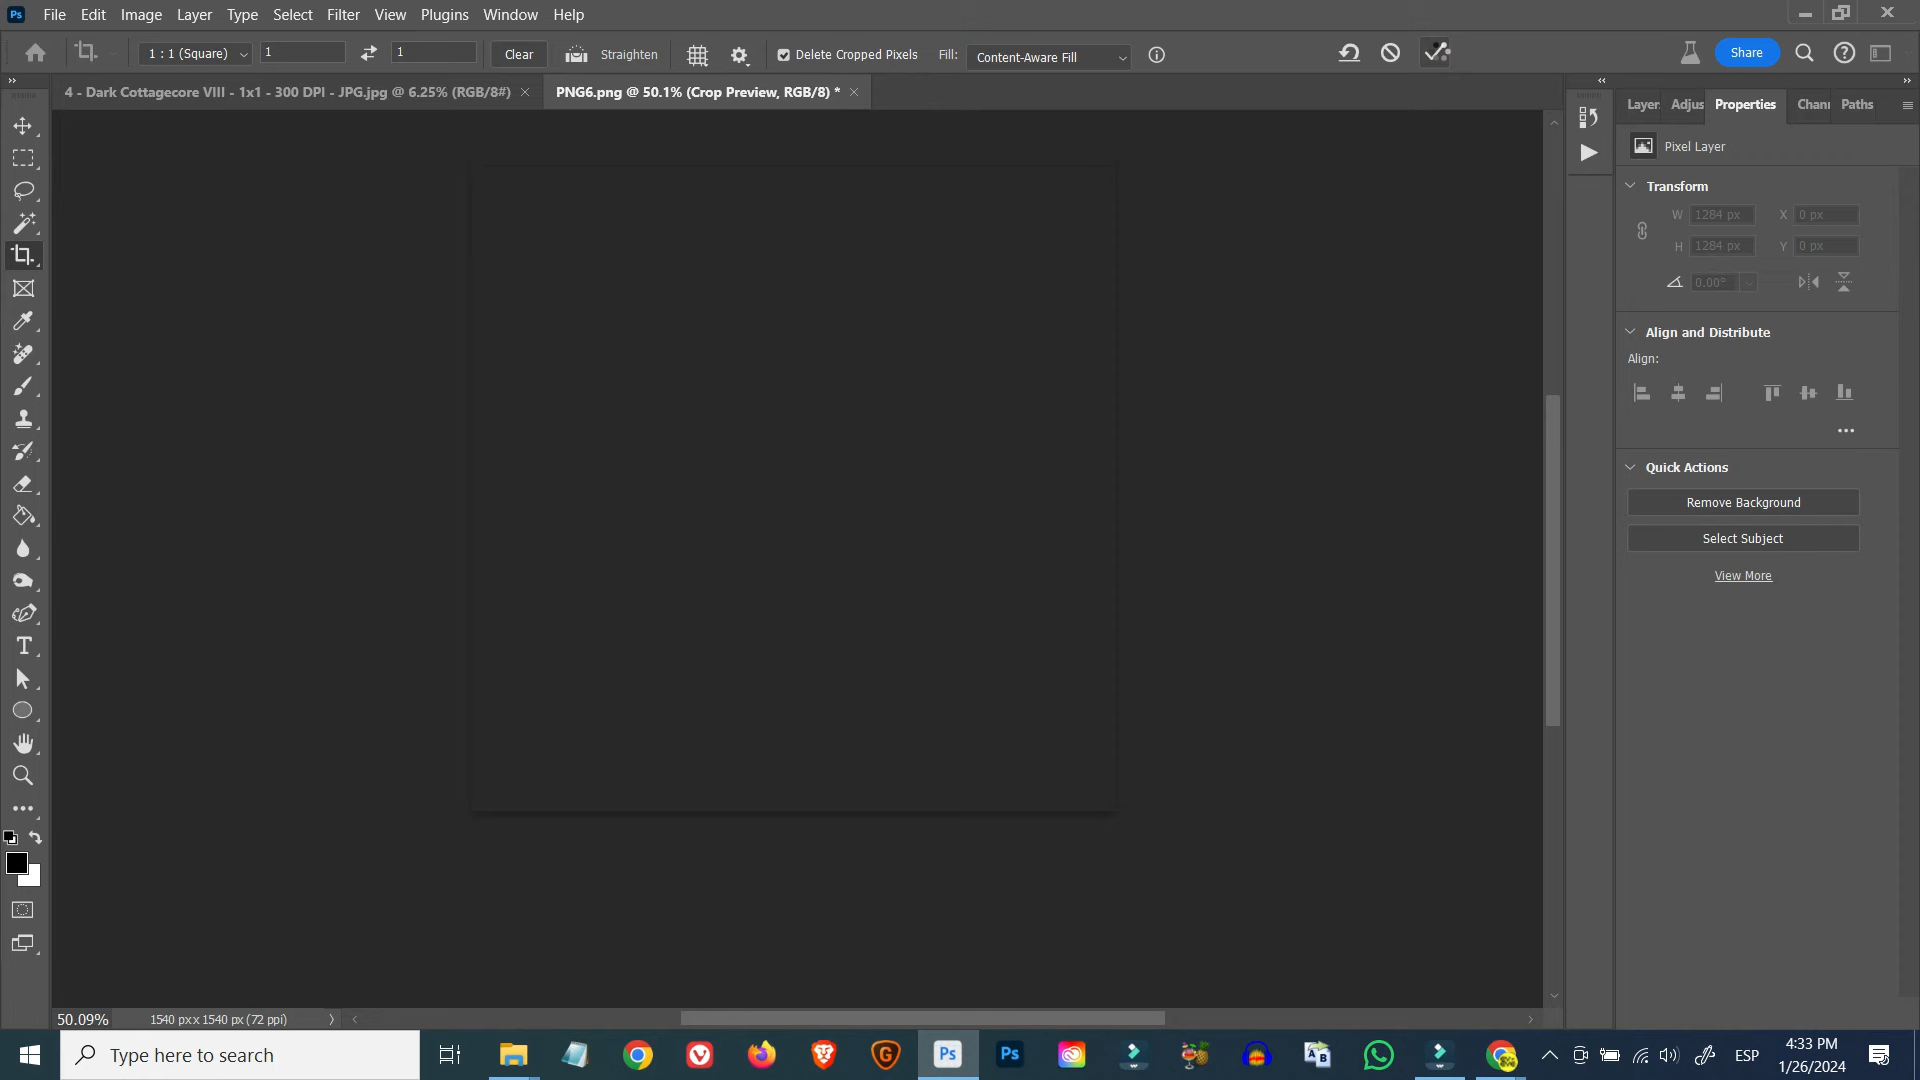 Ps File Edit Image Layer Type Select Filter View Plugins Window Help
1 : 1 (Square) 1 1 Clear Straighten Delete Cropped Pixels Fill: Content-Aware Fill Share
4 - Dark Cottagecore VIII - 1x1 - 300 DPI - JPG.jpg @ 6.25% (RGB/8#) PNG6.png @ 50.1% (Crop Preview, RGB/8) *
Layer Adjus Properties Chann Paths
Pixel Layer
Transform
W 1284 px X 0 px
H 1284 px Y 0 px
0.00°
Align and Distribute
Align:
Quick Actions
Remove Background
Select Subject
View More
50.09% 1540 px x 1540 px (72 ppi)
Type here to search
Ps Ps
ESP
4:33 PM
1/26/2024